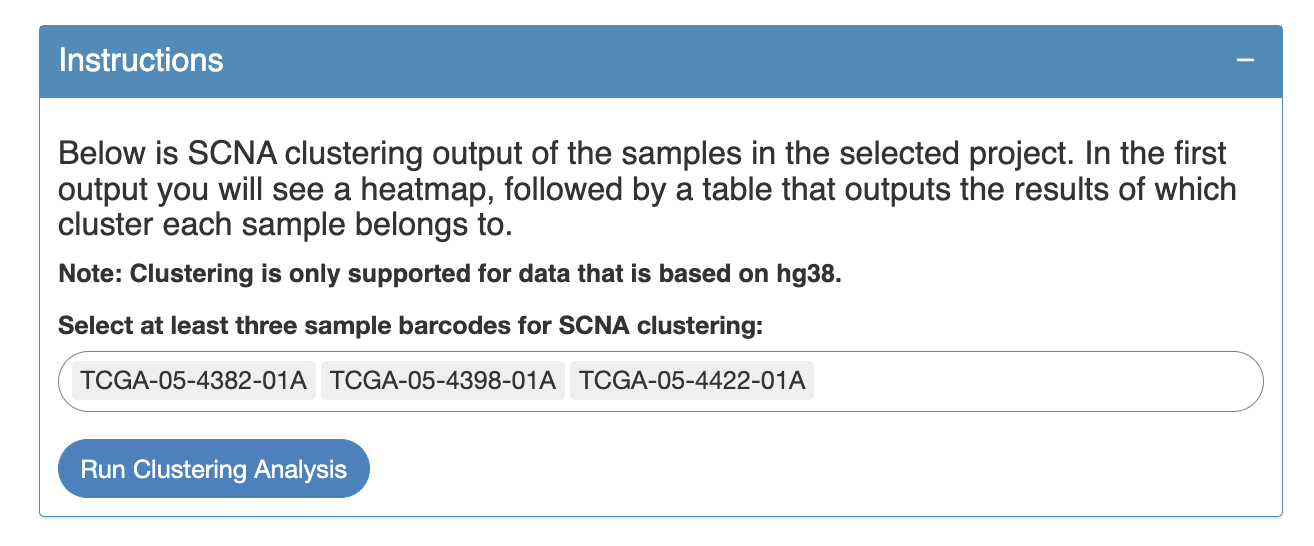 Instructions
Below is SCNA clustering output of the samples in the selected project. In the first
output you will see a heatmap, followed by a table that outputs the results of which
cluster each sample belongs to.
Note: Clustering is only supported for data that is based on hg38.
Select at least three sample barcodes for SCNA clustering:
TCGA-05-4382-01A TCGA-05-4398-01A TCGA-05-4422-01A
Run Clustering Analysis